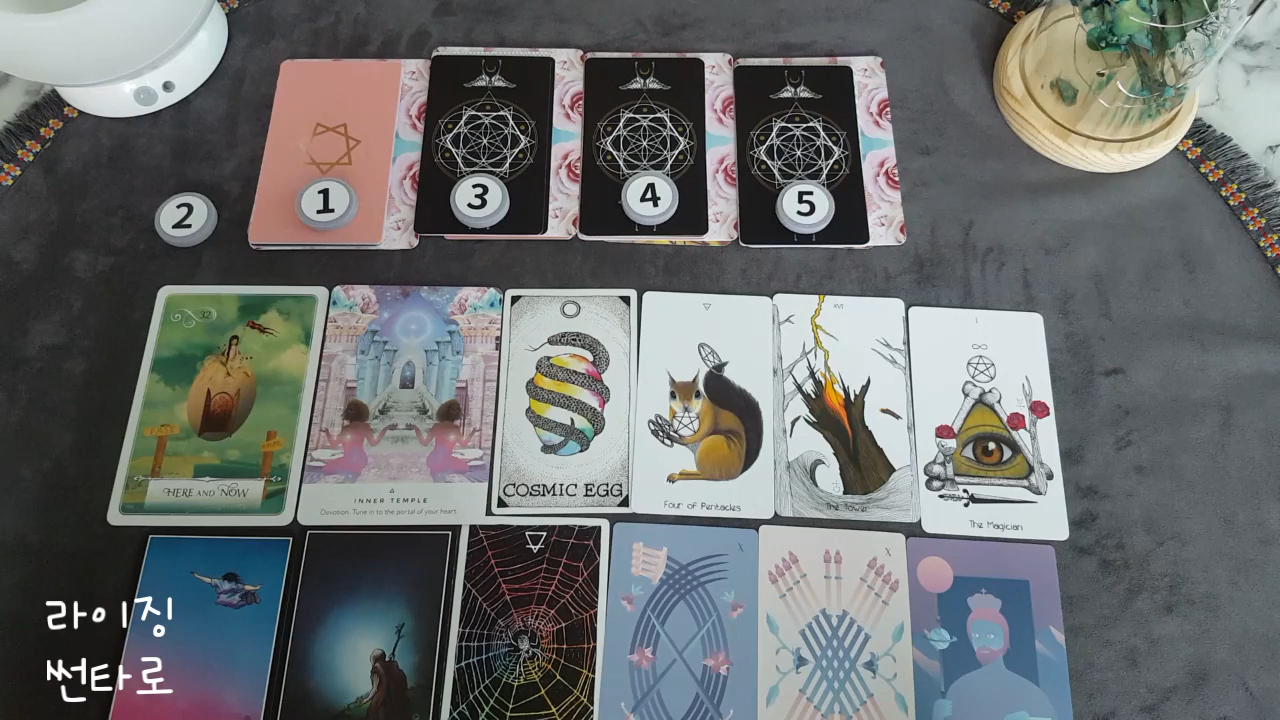 2
1
3
4
5
32
HERE AND NOW
INNER TEMPLE
Devotion. Tune in to the portal of your heart.
COSMIC EGG
Four of Pentacles
XVI
The Tower
I
The Magician
X
X
라이징
썬타로